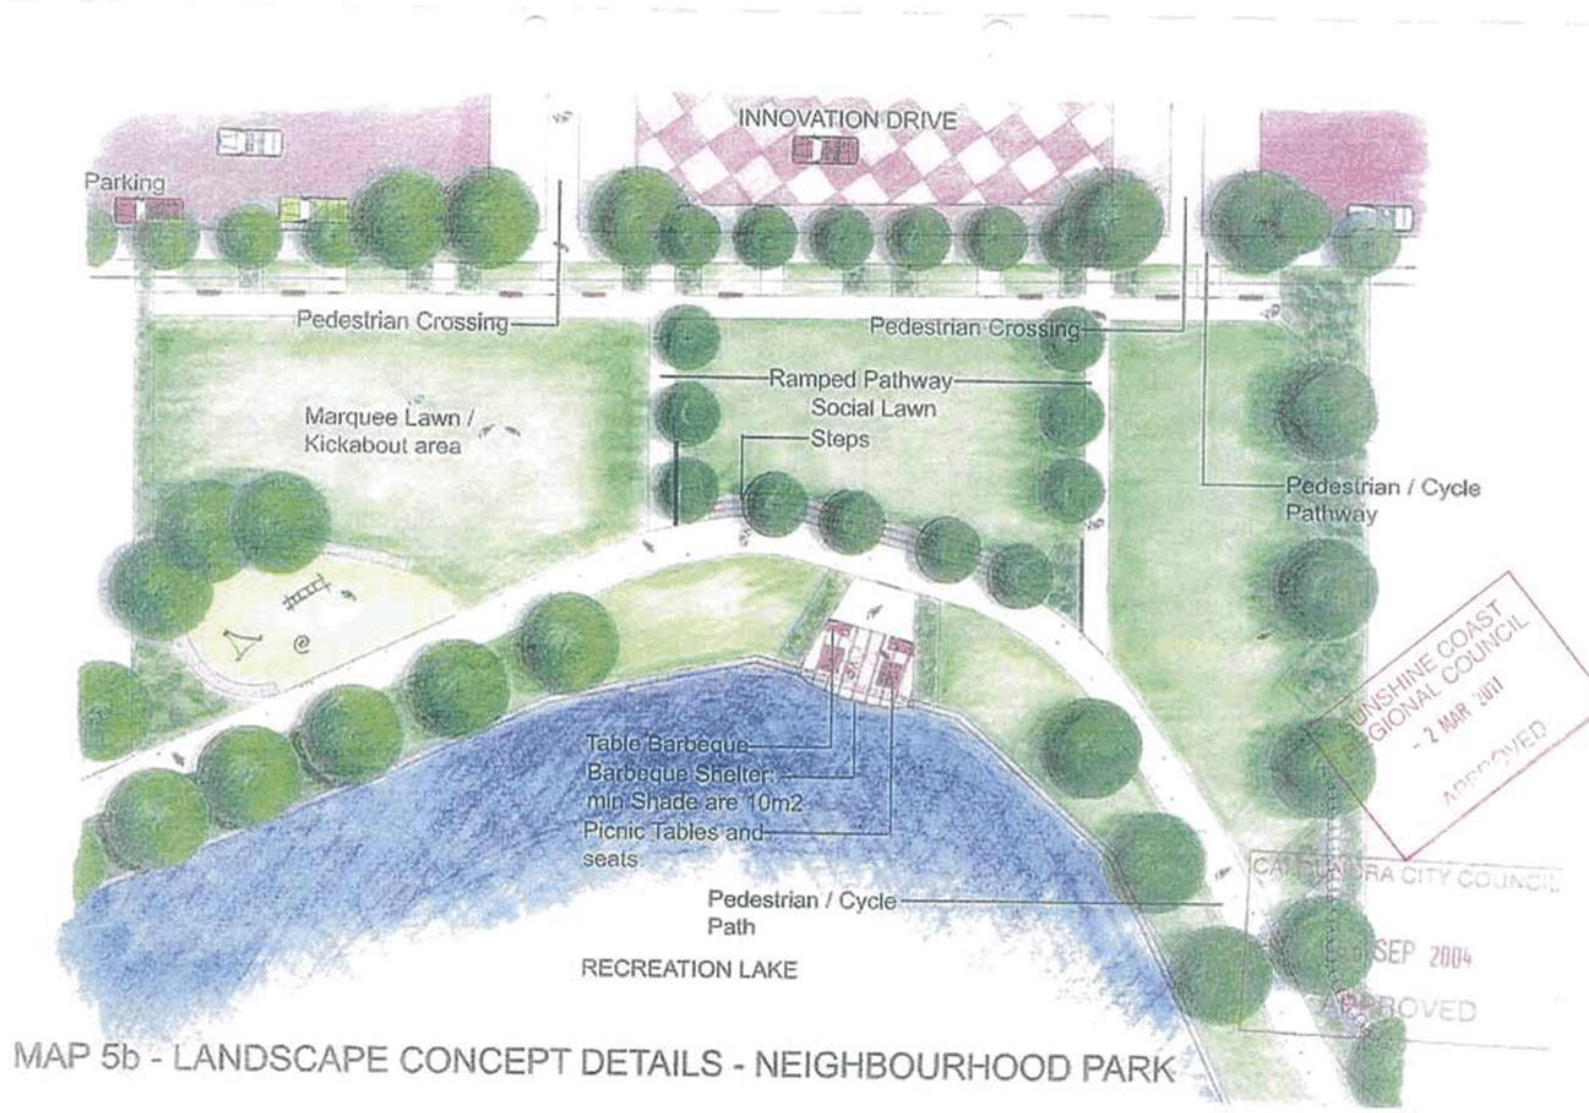 INNOVATION DRIVE
Parking
Pedestrian Crossing
Pedestrian Crossing
Ramped Pathway
Social Lawn
Steps
Marquee Lawn /
Kickabout area
Pedestrian / Cycle
Pathway
UNSHINE COAST
GIONAL COUNCIL
- 2 MAR 2011
APPROVED
Table Barbeque
Barbeque Shelter:
min Shade are 10m2
Picnic Tables and
seats
Pedestrian / Cycle
Path
RECREATION LAKE
CITY COUNCIL
SEP 2004
APPROVED
MAP 5b - LANDSCAPE CONCEPT DETAILS - NEIGHBOURHOOD PARK